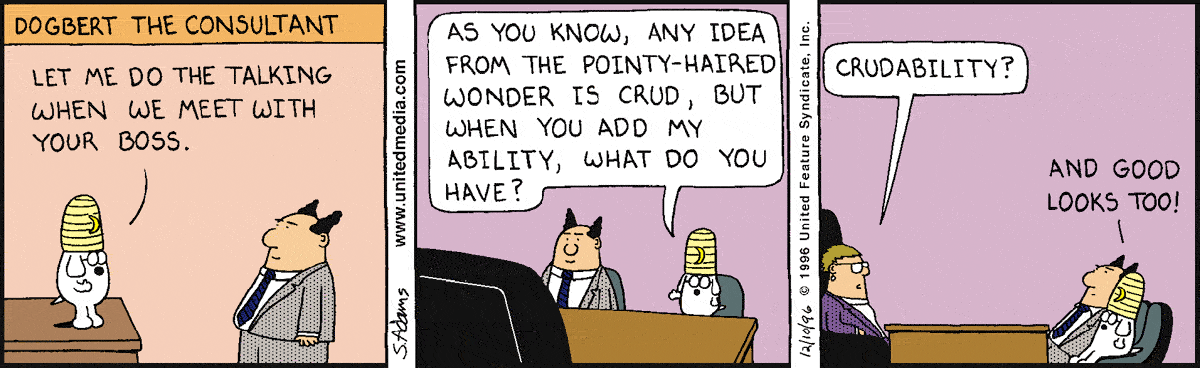 DOGBERT THE CONSULTANT
LET ME DO THE TALKING
WHEN WE MEET WITH
YOUR BOSS.
S.Adams
www.unitedmedia.com
AS YOU KNOW, ANY IDEA
FROM THE POINTY-HAIRED
WONDER IS CRUD, BUT
WHEN YOU ADD MY
ABILITY, WHAT DO YOU
HAVE?
12/10/96 © 1996 United Feature Syndicate, Inc.
CRUDABILITY?
AND GOOD
LOOKS TOO!